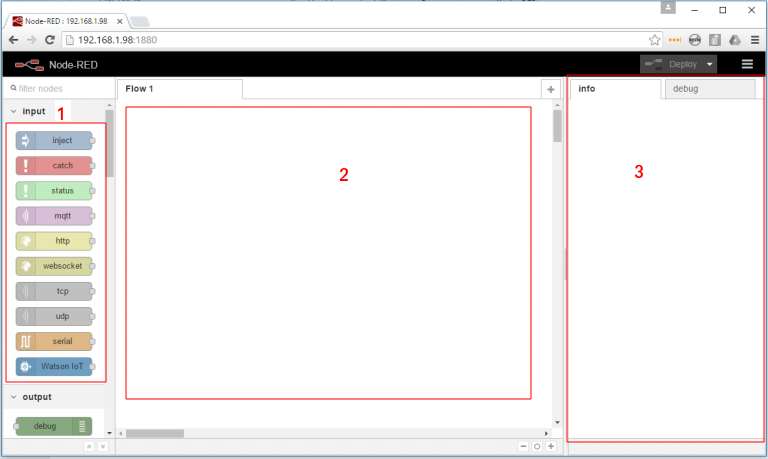 Node-RED : 192.168.1.98
192.168.1.98:1880
Node-RED
Deploy
filter nodes
Flow 1
info
debug
input
1
inject
catch
status
mqtt
http
websocket
tcp
udp
serial
Watson IoT
output
debug
2
3